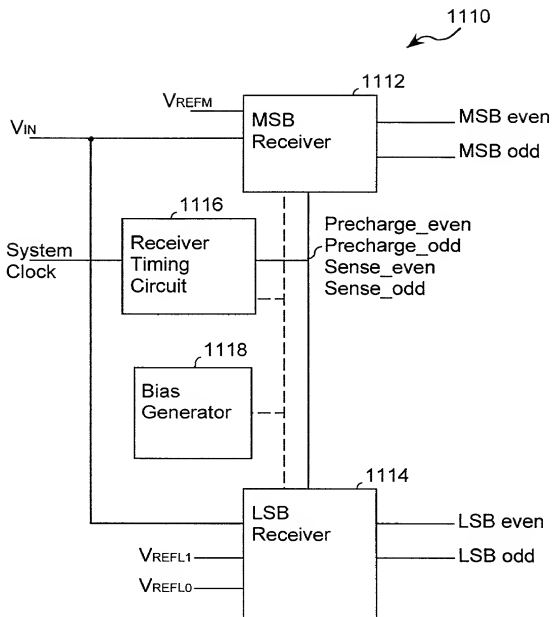 1110
1112
VREFM
VIN
MSB
Receiver
MSB even
MSB odd
1116
System
Clock
Receiver
Timing
Circuit
Precharge_even
Precharge_odd
Sense_even
Sense_odd
1118
Bias
Generator
1114
LSB
Receiver
LSB even
LSB odd
VREFL1
VREFL0